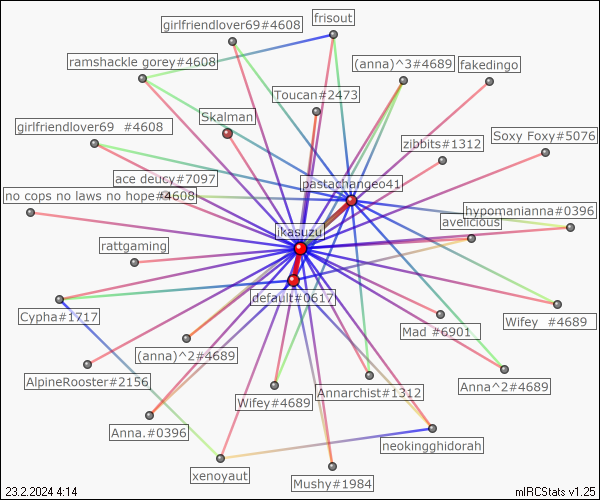 frisout
girlfriendlover69#4608
ramshackle gorey#4608
(anna)^3#4689
fakedingo
Toucan#2473
Skalman
girlfriendlover69 #4608
zibbits#1312
Soxy Foxy#5076
ace deucy#7097
pastachangeo41
no cops no laws no hope#4608
hypomanianna#0396
avelicious
jkasuzu
rattgaming
default#0617
Cypha#1717
Mad #6901
Wifey #4689
(anna)^2#4689
AlpineRooster#2156
Annarchist#1312
Anna^2#4689
Wifey#4689
Anna.#0396
neokingghidorah
xenoyaut
Mushy#1984
23.2.2024 4:14
mIRCStats v1.25